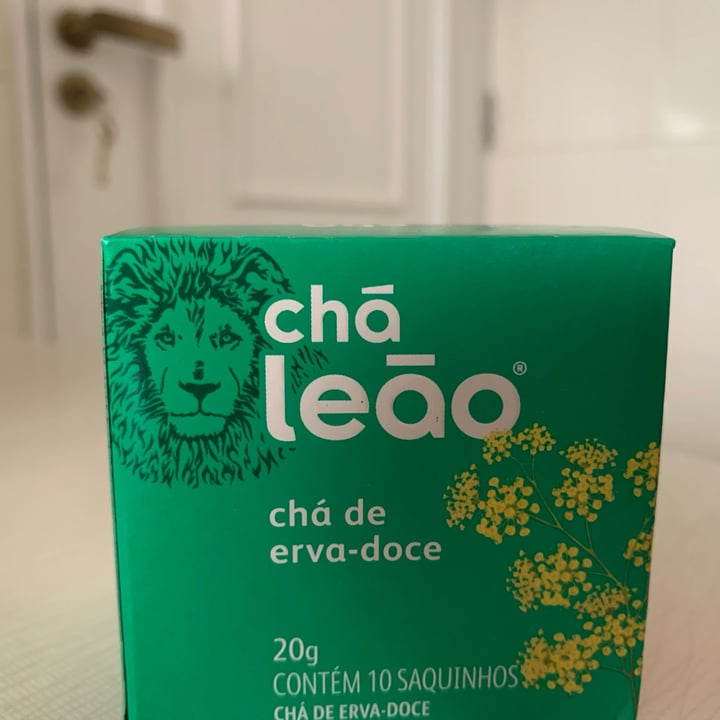 chá
leão®
chá de
erva-doce
20g
CONTÉM 10 SAQUINHOS
CHÁ DE ERVA-DOCE